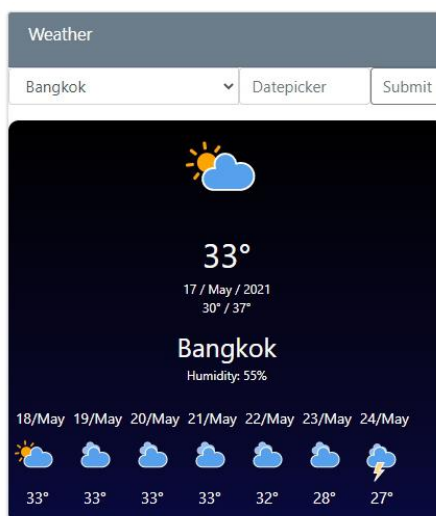 Weather
Bangkok Datepicker Submit
33°
17 / May / 2021
30° / 37°
Bangkok
Humidity: 55%
18/May 19/May 20/May 21/May 22/May 23/May 24/May
33° 33° 33° 33° 32° 28° 27°